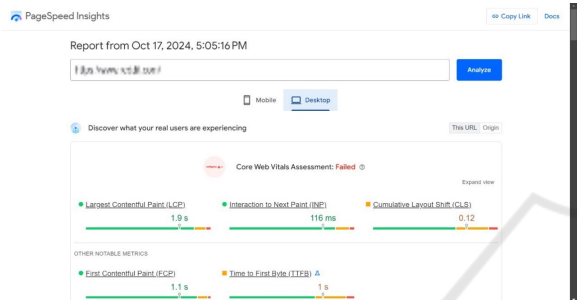 PageSpeed Insights
Copy Link
Docs
Report from Oct 17, 2024, 5:05:16 PM
Analyze
Mobile
Desktop
Discover what your real users are experiencing
This URL
Origin
Core Web Vitals Assessment: Failed
Expand view
Largest Contentful Paint (LCP)
1.9 s
Interaction to Next Paint (INP)
116 ms
Cumulative Layout Shift (CLS)
0.12
OTHER NOTABLE METRICS
First Contentful Paint (FCP)
1.1 s
Time to First Byte (TTFB)
1 s